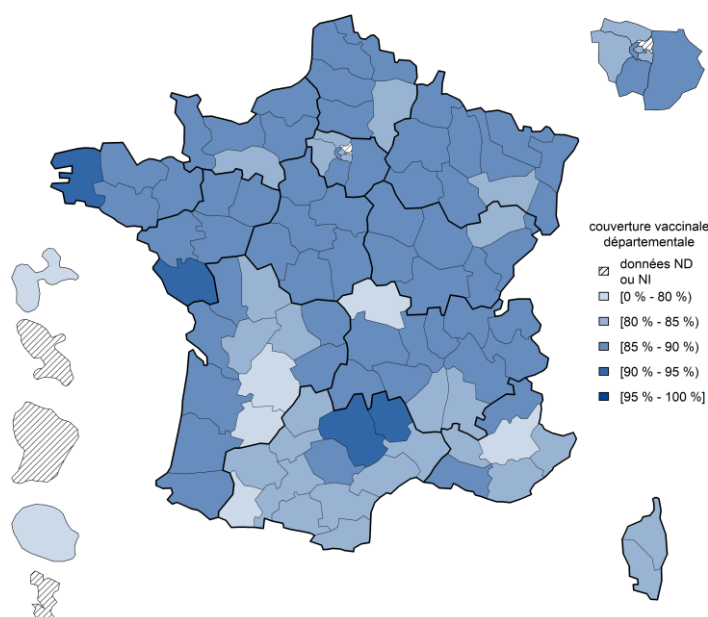 couverture vaccinale
départementale
données ND
ou NI
[0 % - 80 %)
[80 % - 85 %)
[85 % - 90 %)
[90 % - 95 %)
[95 % - 100 %]